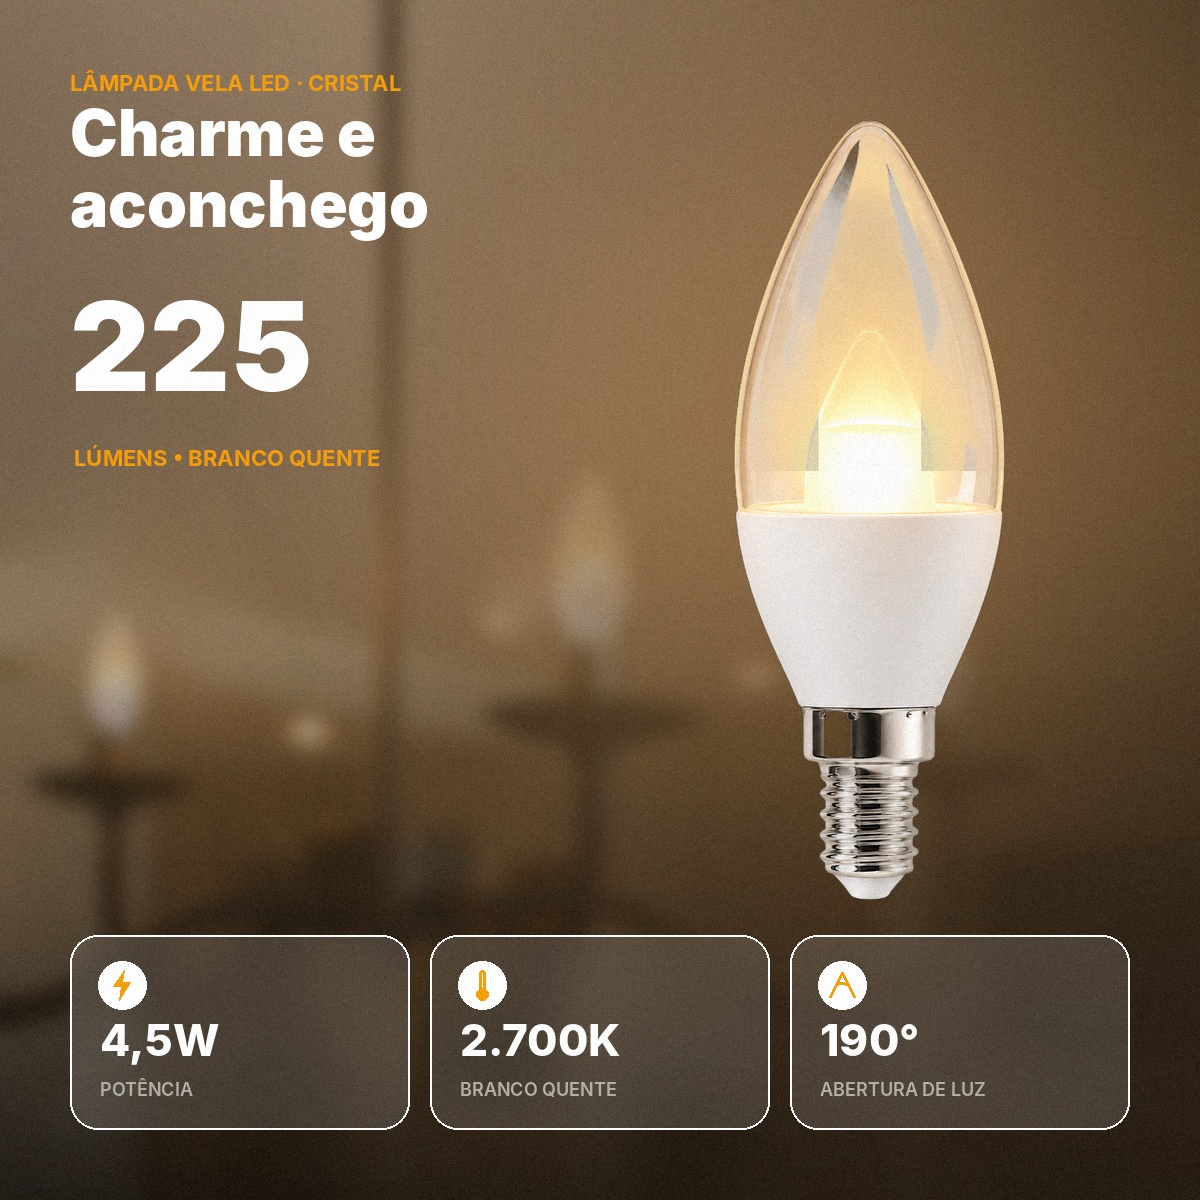 LÂMPADA VELA LED · CRISTAL
Charme e
aconchego
225
LÚMENS • BRANCO QUENTE
4,5W
POTÊNCIA
2.700K
BRANCO QUENTE
190°
ABERTURA DE LUZ